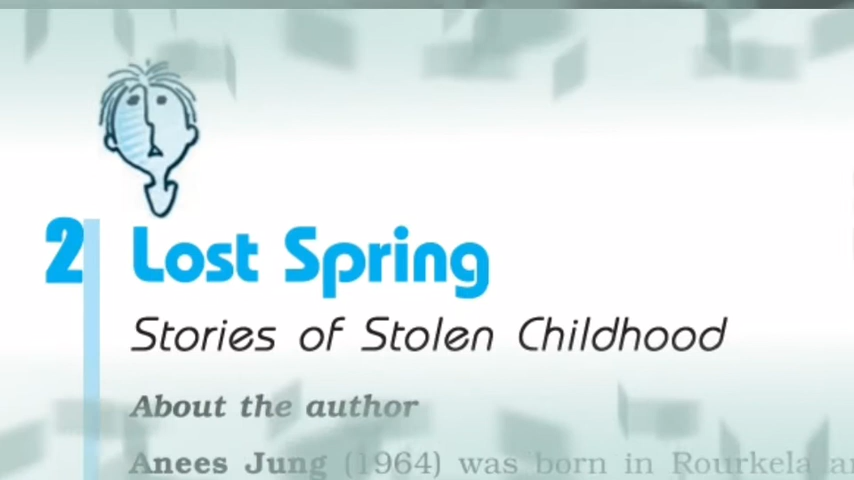 2 Lost Spring
Stories of Stolen Childhood
About the author
Anees Jung (1964) was born in Rourkela